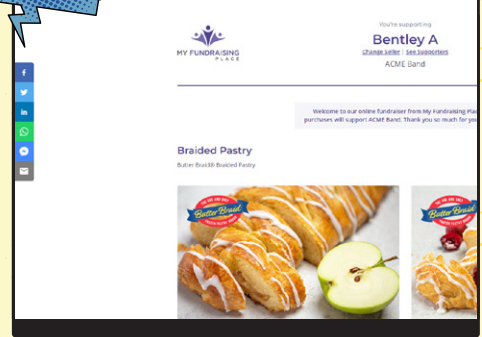 You're supporting
Bentley A
Change Seller | See Supporters
ACME Band
MY FUNDRAISING
PLACE
Welcome to our online fundraiser from My Fundraising Plac
purchases will support ACME Band. Thank you so much for you
Braided Pastry
Butter Braid® Braided Pastry
Butter Braid
Butter Braid